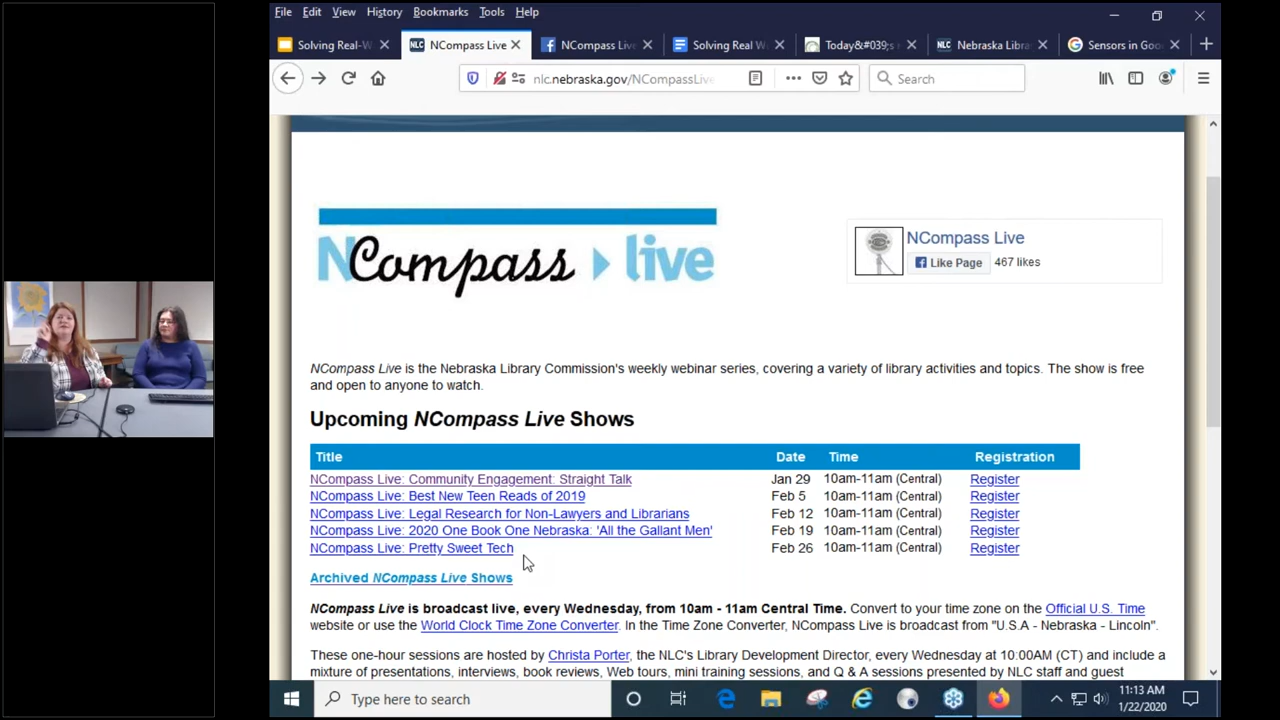 File Edit View History Bookmarks Tools Help
Solving Real-W
NCompass Live
NCompass Live
Solving Real W
Today&#039;s
Nebraska Libra
Sensors in Goo
nlc.nebraska.gov/NCompassLive
Search
NCompass live
NCompass Live
Like Page 467 likes
NCompass Live is the Nebraska Library Commission's weekly webinar series, covering a variety of library activities and topics. The show is free
and open to anyone to watch.
Upcoming NCompass Live Shows
Title Date Time Registration
NCompass Live: Community Engagement: Straight Talk Jan 29 10am-11am (Central) Register
NCompass Live: Best New Teen Reads of 2019 Feb 5 10am-11am (Central) Register
NCompass Live: Legal Research for Non-Lawyers and Librarians Feb 12 10am-11am (Central) Register
NCompass Live: 2020 One Book One Nebraska: 'All the Gallant Men' Feb 19 10am-11am (Central) Register
NCompass Live: Pretty Sweet Tech Feb 26 10am-11am (Central) Register
Archived NCompass Live Shows
NCompass Live is broadcast live, every Wednesday, from 10am - 11am Central Time. Convert to your time zone on the Official U.S. Time
website or use the World Clock Time Zone Converter. In the Time Zone Converter, NCompass Live is broadcast from "U.S.A - Nebraska - Lincoln".
These one-hour sessions are hosted by Christa Porter, the NLC's Library Development Director, every Wednesday at 10:00AM (CT) and include a
mixture of presentations, interviews, book reviews, Web tours, mini training sessions, and Q & A sessions presented by NLC staff and guest
Type here to search
11:13 AM
1/22/2020